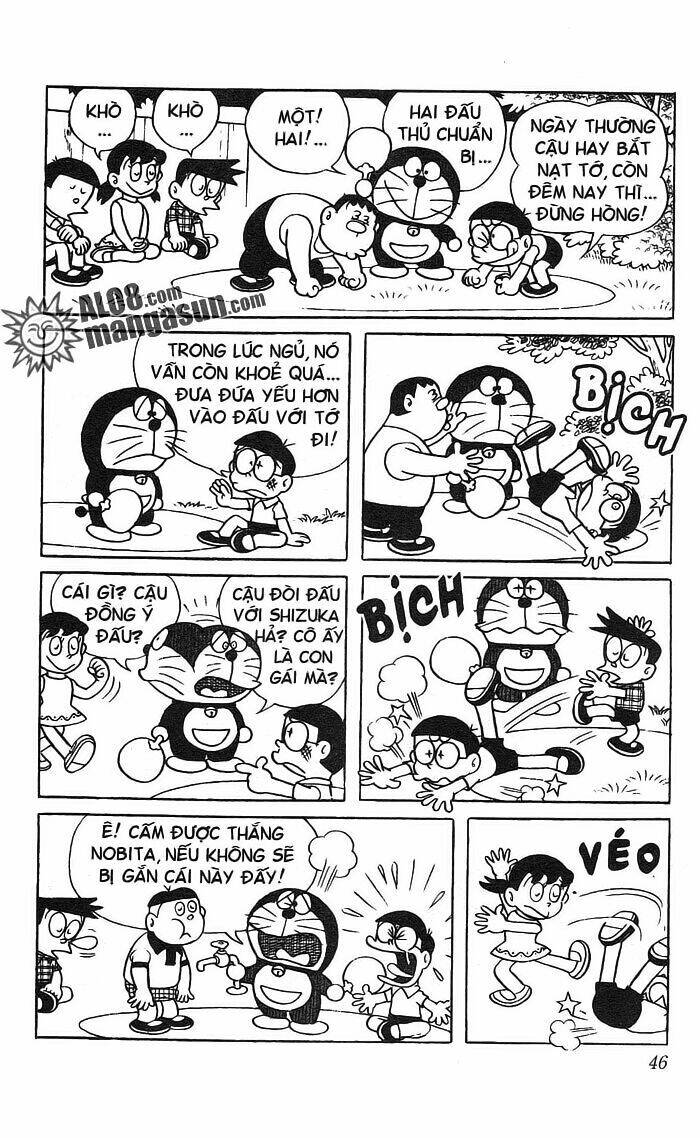 KHÒ
...
KHÒ
...
MỘT!
HAI!...
HAI ĐẤU
THỦ CHUẨN
BỊ...
NGÀY THƯỜNG
CẬU HAY BẮT
NẠT TỚ, CÒN
ĐÊM NAY THÌ...
ĐỪNG HÒNG!
ALO8.com
mangasun.com
TRONG LÚC NGỦ, NÓ
VẪN CÒN KHOẺ QUÁ...
ĐƯA ĐỨA YẾU HƠN
VÀO ĐẤU VỚI TỚ
ĐI!
BỊCH
CÁI GÌ? CẬU
ĐỒNG Ý
ĐẤU?
CẬU ĐÒI ĐẤU
VỚI SHIZUKA
HẢ? CÔ ẤY
LÀ CON
GÁI MÀ?
BỊCH
Ê! CẤM ĐƯỢC THẮNG
NOBITA, NẾU KHÔNG SẼ
BỊ GẮN CÁI NÀY ĐẤY!
VÉO
46